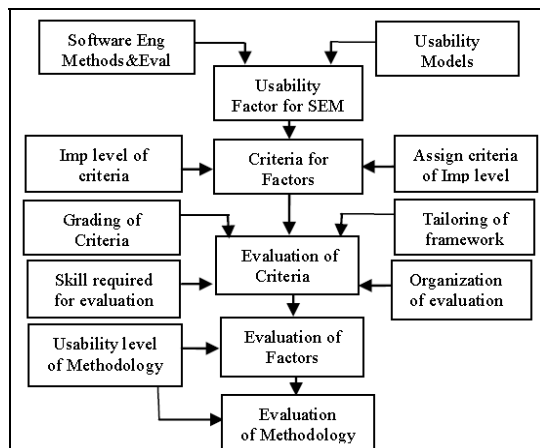 Software Eng
Methods&Eval
Usability
Models
Usability
Factor for SEM
Imp level of
criteria
Criteria for
Factors
Assign criteria
of Imp level
Grading of
Criteria
Tailoring of
framework
Evaluation of
Criteria
Skill required
for evaluation
Organization
of evaluation
Usability level
of Methodology
Evaluation of
Factors
Evaluation
of Methodology